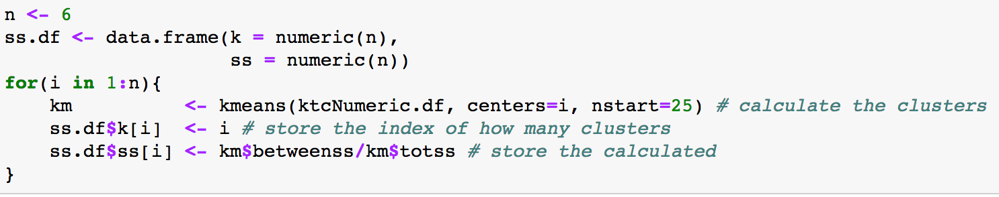 n <- 6
ss.df <- data.frame(k = numeric(n),
                    ss = numeric(n))
for(i in 1:n){
    km          <- kmeans(ktcNumeric.df, centers=i, nstart=25) # calculate the clusters
    ss.df$k[i]  <- i # store the index of how many clusters
    ss.df$ss[i] <- km$betweenss/km$totss # store the calculated
}